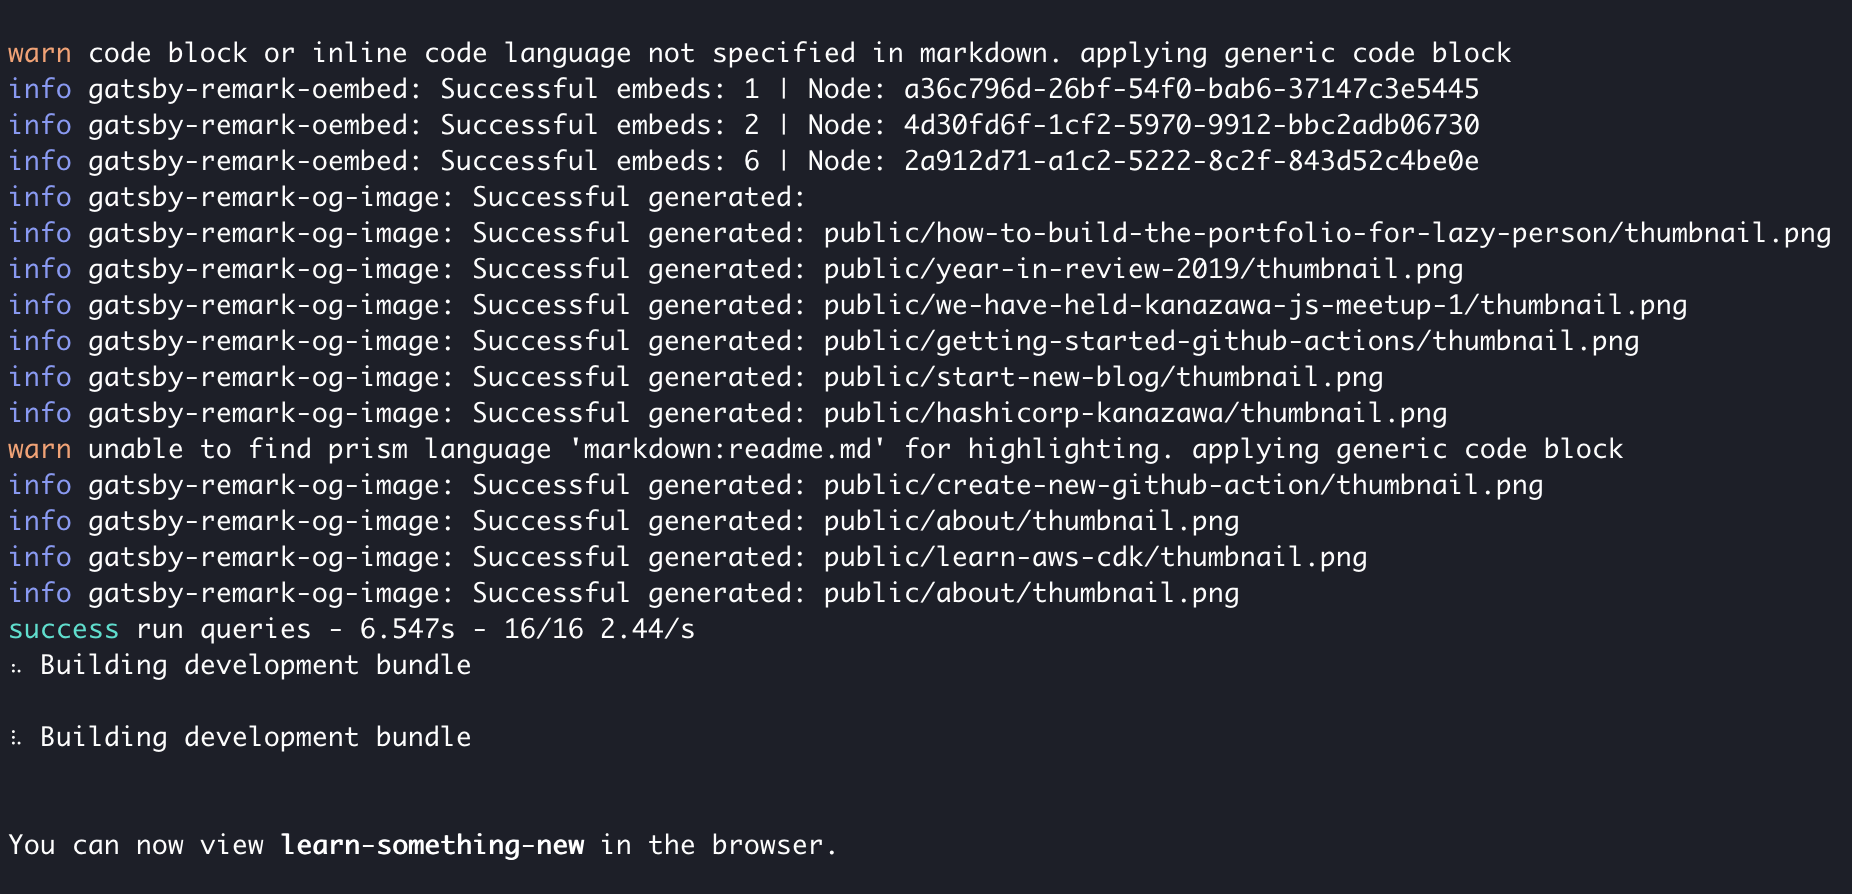 warn code block or inline code language not specified in markdown. applying generic code block
info gatsby-remark-oembed: Successful embeds: 1 | Node: a36c796d-26bf-54f0-bab6-37147c3e5445
info gatsby-remark-oembed: Successful embeds: 2 | Node: 4d30fd6f-1cf2-5970-9912-bbc2adb06730
info gatsby-remark-oembed: Successful embeds: 6 | Node: 2a912d71-a1c2-5222-8c2f-843d52c4be0e
info gatsby-remark-og-image: Successful generated:
info gatsby-remark-og-image: Successful generated: public/how-to-build-the-portfolio-for-lazy-person/thumbnail.png
info gatsby-remark-og-image: Successful generated: public/year-in-review-2019/thumbnail.png
info gatsby-remark-og-image: Successful generated: public/we-have-held-kanazawa-js-meetup-1/thumbnail.png
info gatsby-remark-og-image: Successful generated: public/getting-started-github-actions/thumbnail.png
info gatsby-remark-og-image: Successful generated: public/start-new-blog/thumbnail.png
info gatsby-remark-og-image: Successful generated: public/hashicorp-kanazawa/thumbnail.png
warn unable to find prism language 'markdown:readme.md' for highlighting. applying generic code block
info gatsby-remark-og-image: Successful generated: public/create-new-github-action/thumbnail.png
info gatsby-remark-og-image: Successful generated: public/about/thumbnail.png
info gatsby-remark-og-image: Successful generated: public/learn-aws-cdk/thumbnail.png
info gatsby-remark-og-image: Successful generated: public/about/thumbnail.png
success run queries - 6.547s - 16/16 2.44/s
⠢ Building development bundle
⠧ Building development bundle
You can now view learn-something-new in the browser.